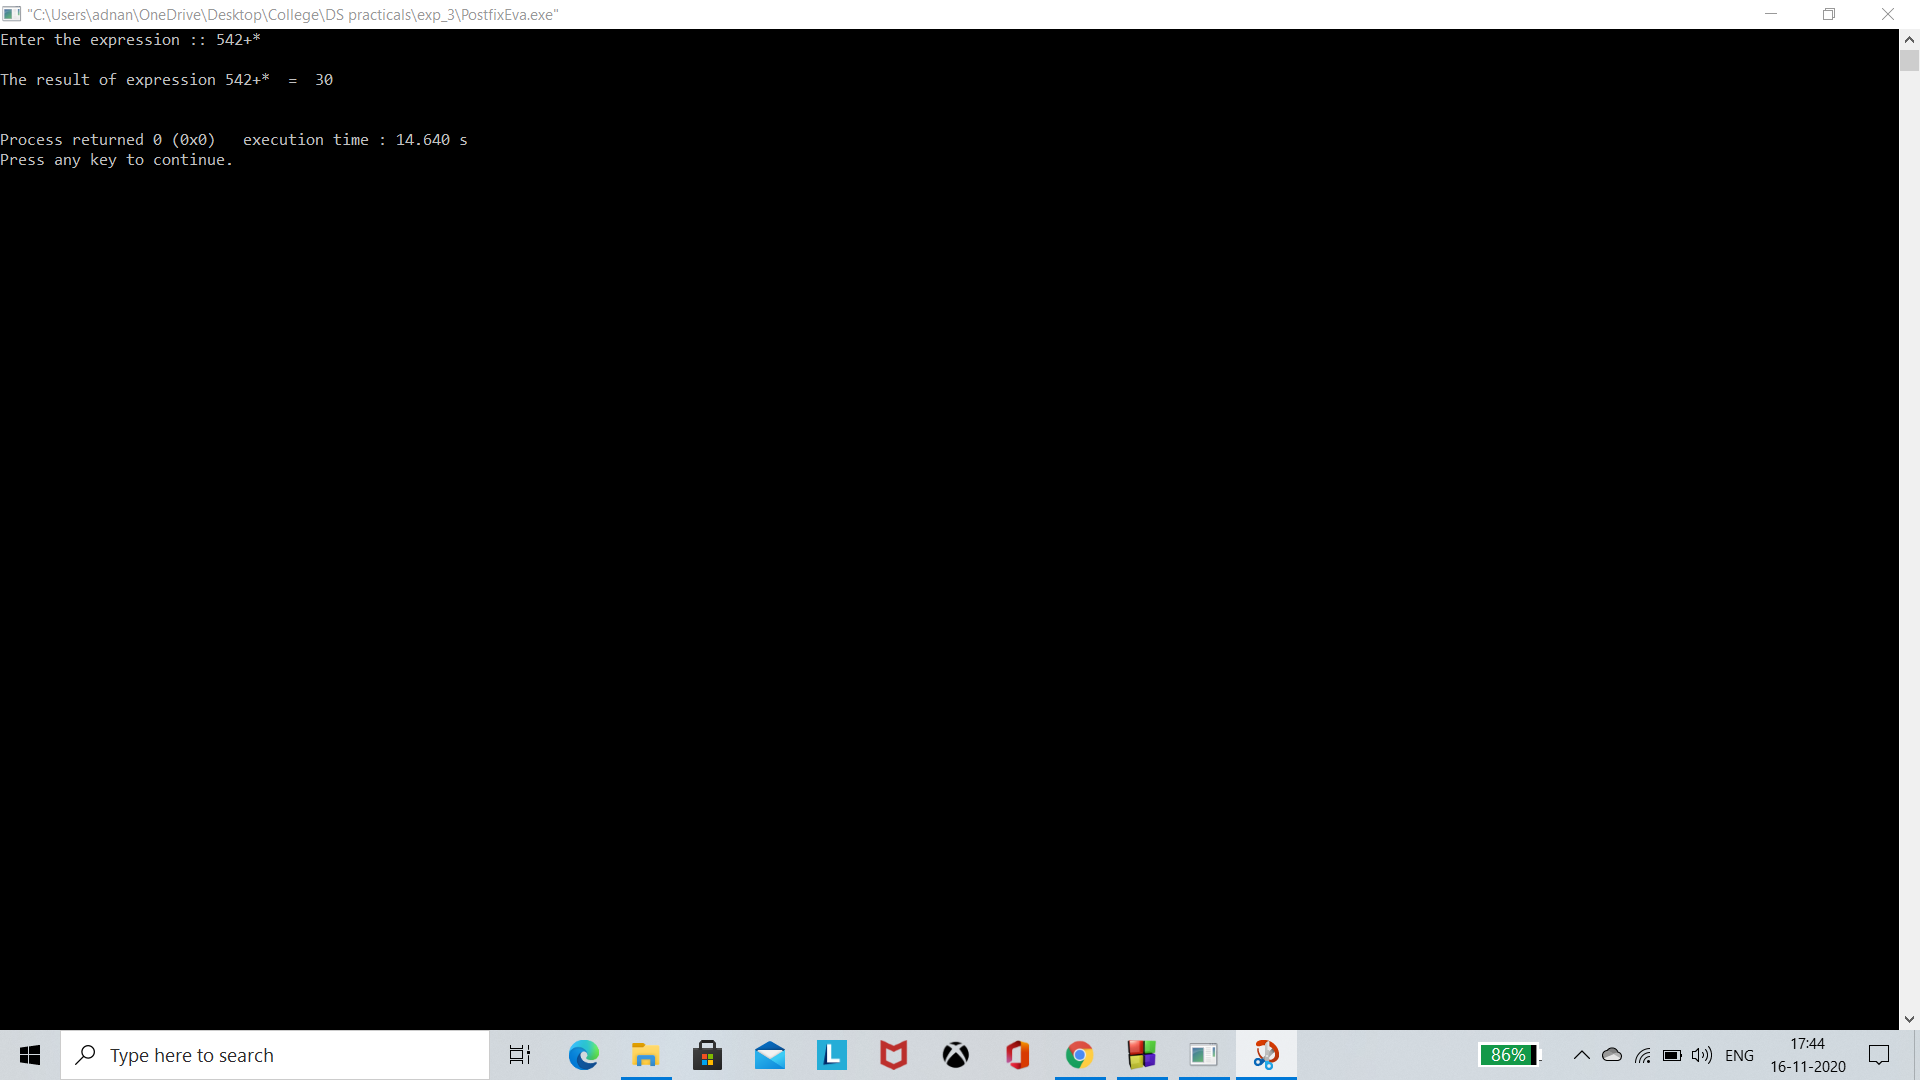 "C:\Users\adnan\OneDrive\Desktop\College\DS practicals\exp_3\PostfixEva.exe"
Enter the expression :: 542+*
The result of expression 542+*  =  30
Process returned 0 (0x0)   execution time : 14.640 s
Press any key to continue.
Type here to search
L
86%
ENG
17:44
16-11-2020